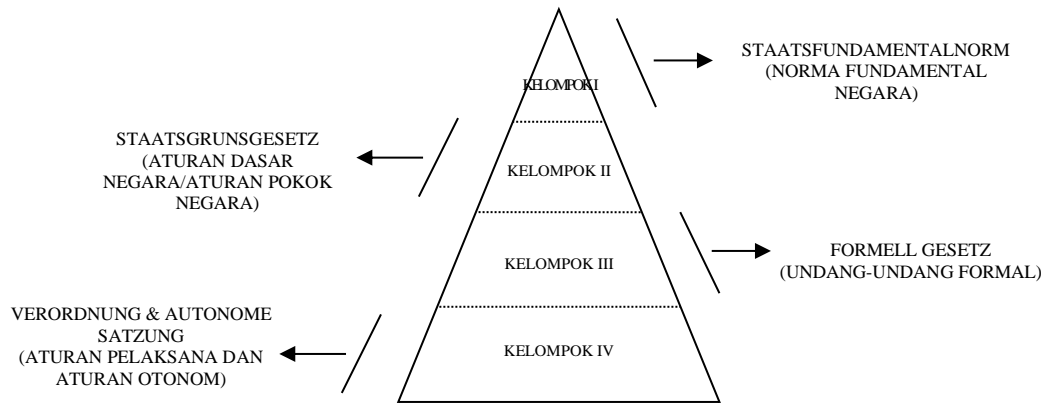 STAATSFUNDAMENTALNORM
(NORMA FUNDAMENTAL
NEGARA)
KELOMPOK I
STAATSGRUNSGESETZ
(ATURAN DASAR
NEGARA/ATURAN POKOK
NEGARA)
KELOMPOK II
FORMELL GESETZ
(UNDANG-UNDANG FORMAL)
KELOMPOK III
VERORDNUNG & AUTONOME
SATZUNG
(ATURAN PELAKSANA DAN
ATURAN OTONOM)
KELOMPOK IV